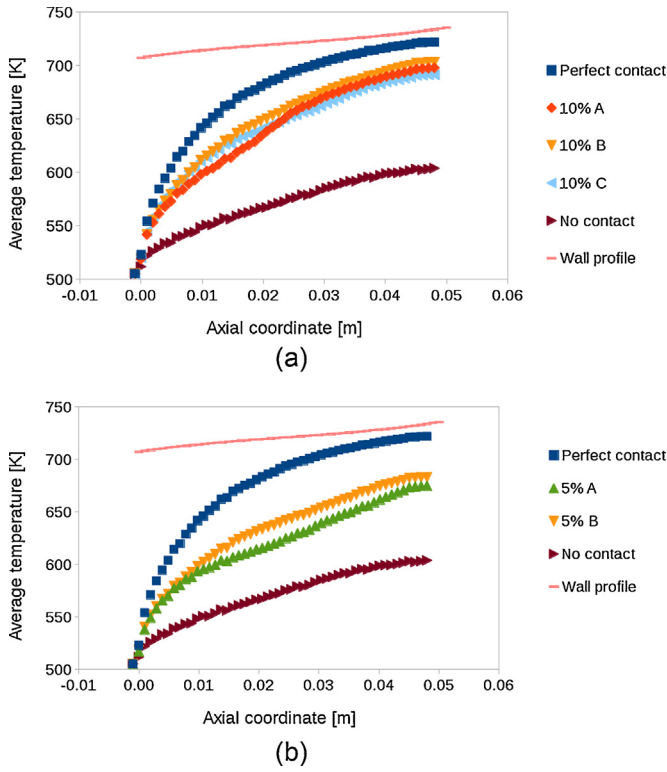 750
700
650
600
550
500
Average temperature [K]
-0.01 0.00 0.01 0.02 0.03 0.04 0.05 0.06
Axial coordinate [m]
Perfect contact
10% A
10% B
10% C
No contact
Wall profile
(a)
750
700
650
600
550
500
Average temperature [K]
-0.01 0.00 0.01 0.02 0.03 0.04 0.05 0.06
Axial coordinate [m]
Perfect contact
5% A
5% B
No contact
Wall profile
(b)